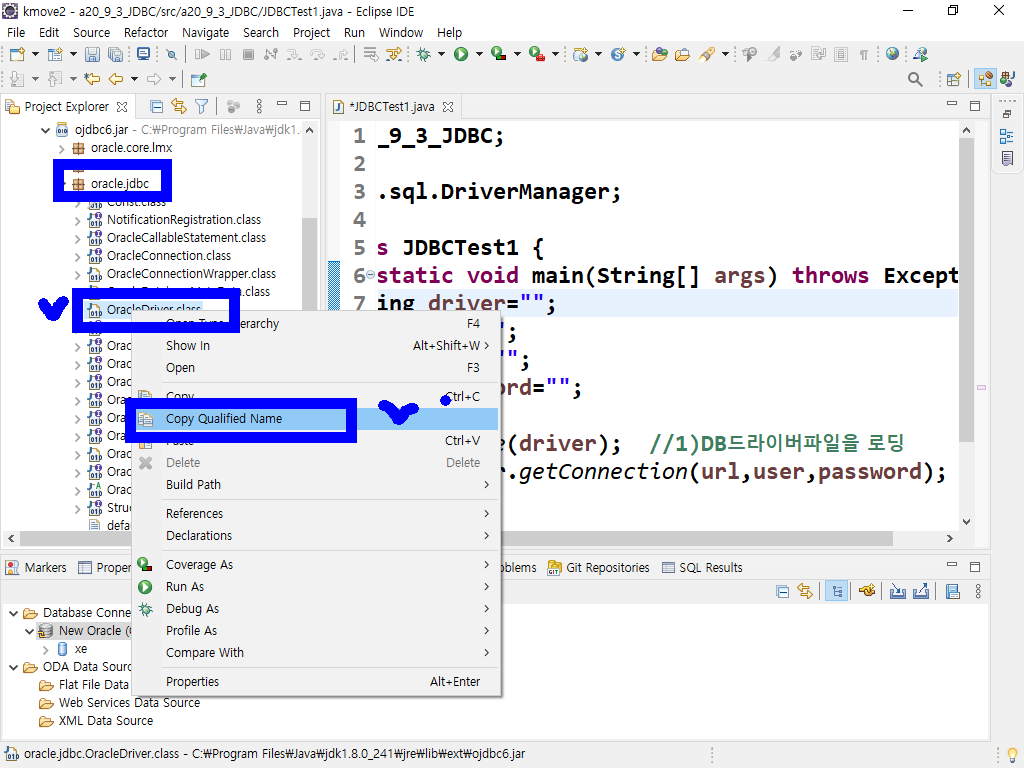 kmove2 - a20_9_3_JDBC/src/a20_9_3_JDBC/JDBCTest1.java - Eclipse IDE
File Edit Source Refactor Navigate Search Project Run Window Help
Project Explorer
*JDBCTest1.java
ojdbc6.jar - C:₩Program Files₩Java₩jdk1.
oracle.core.lmx
oracle.jdbc
Const.class
NotificationRegistration.class
OracleCallableStatement.class
OracleConnection.class
OracleConnectionWrapper.class
OracleDriver.class
Orac
Orac
Orac
Orac
Orac
Orac
Orac
Orac
Orac
Struc
defa
1 _9_3_JDBC;
2
3 .sql.DriverManager;
4
5 s JDBCTest1 {
6 static void main(String[] args) throws Except
7 ing driver="";
";
"";
ord="";
(driver); //1)DB드라이버파일을 로딩
r.getConnection(url,user,password);
Open Type Hierarchy F4
Show In Alt+Shift+W
Open F3
Copy Ctrl+C
Copy Qualified Name
Paste Ctrl+V
Delete Delete
Build Path
References
Declarations
Coverage As
Run As
Debug As
Profile As
Compare With
Properties Alt+Enter
Markers Proper oblems Git Repositories SQL Results
Database Conne
New Oracle (
xe
ODA Data Sourc
Flat File Data
Web Services Data Source
XML Data Source
oracle.jdbc.OracleDriver.class - C:₩Program Files₩Java₩jdk1.8.0_241₩jre₩lib₩ext₩ojdbc6.jar